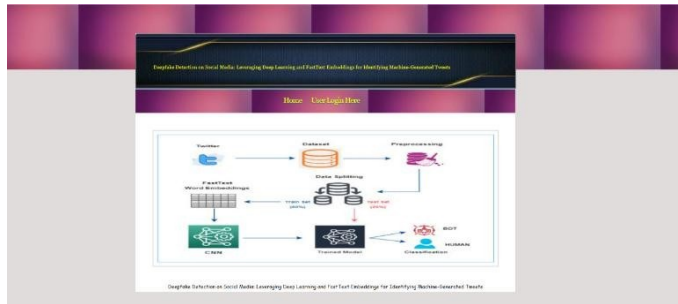 Deepfake Detection on Social Media: Leveraging Deep Learning and FastText Embeddings for Identifying Machine-Generated Tweets
Home User Login Here
Twitter Dataset Preprocessing
FastText
Word Embeddings
Data Splitting
Train Set
(80%)
Test Set
(20%)
BOT
HUMAN
CNN Trained Model Classification
Deepfake Detection on Social Media: Leveraging Deep Learning and FastText Embeddings for Identifying Machine-Generated Tweets